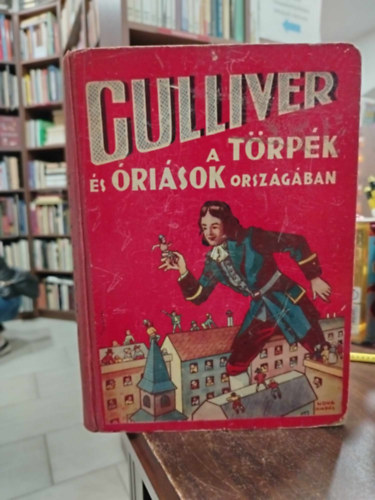 GULLIVER
A TÖRPÉK
ÉS ÓRIÁSOK ORSZÁGÁBAN